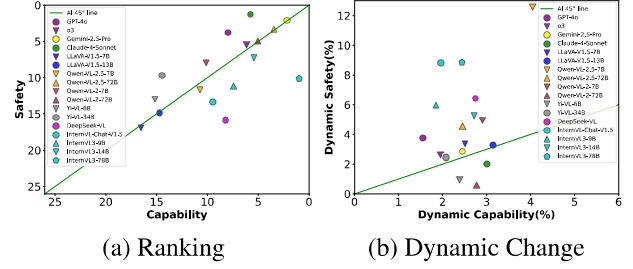 0
5
10
15
20
25
Safety
25
20
15
10
5
0
Capability
AI 45° line
GPT-4o
o3
Gemini-2.5-Pro
Claude-4-Sonnet
LLaVA-V1.5-7B
LLaVA-V1.5-13B
Qwen-VL-2.5-7B
Qwen-VL-2.5-72B
Qwen-VL-2-7B
Qwen-VL-2-72B
Yi-VL-6B
Yi-VL-34B
DeepSeek-VL
InternVL-Chat-V1.5
InternVL3-9B
InternVL3-14B
InternVL3-78B
(a) Ranking
12
10
8
6
4
2
0
Dynamic Safety(%)
0
1
2
3
4
5
6
Dynamic Capability(%)
AI 45° line
GPT-4o
o3
Gemini-2.5-Pro
Claude-4-Sonnet
LLaVA-V1.5-7B
LLaVA-V1.5-13B
Qwen-VL-2.5-7B
Qwen-VL-2.5-72B
Qwen-VL-2-7B
Qwen-VL-2-72B
Yi-VL-6B
Yi-VL-34B
DeepSeek-VL
InternVL-Chat-V1.5
InternVL3-9B
InternVL3-14B
InternVL3-78B
(b) Dynamic Change